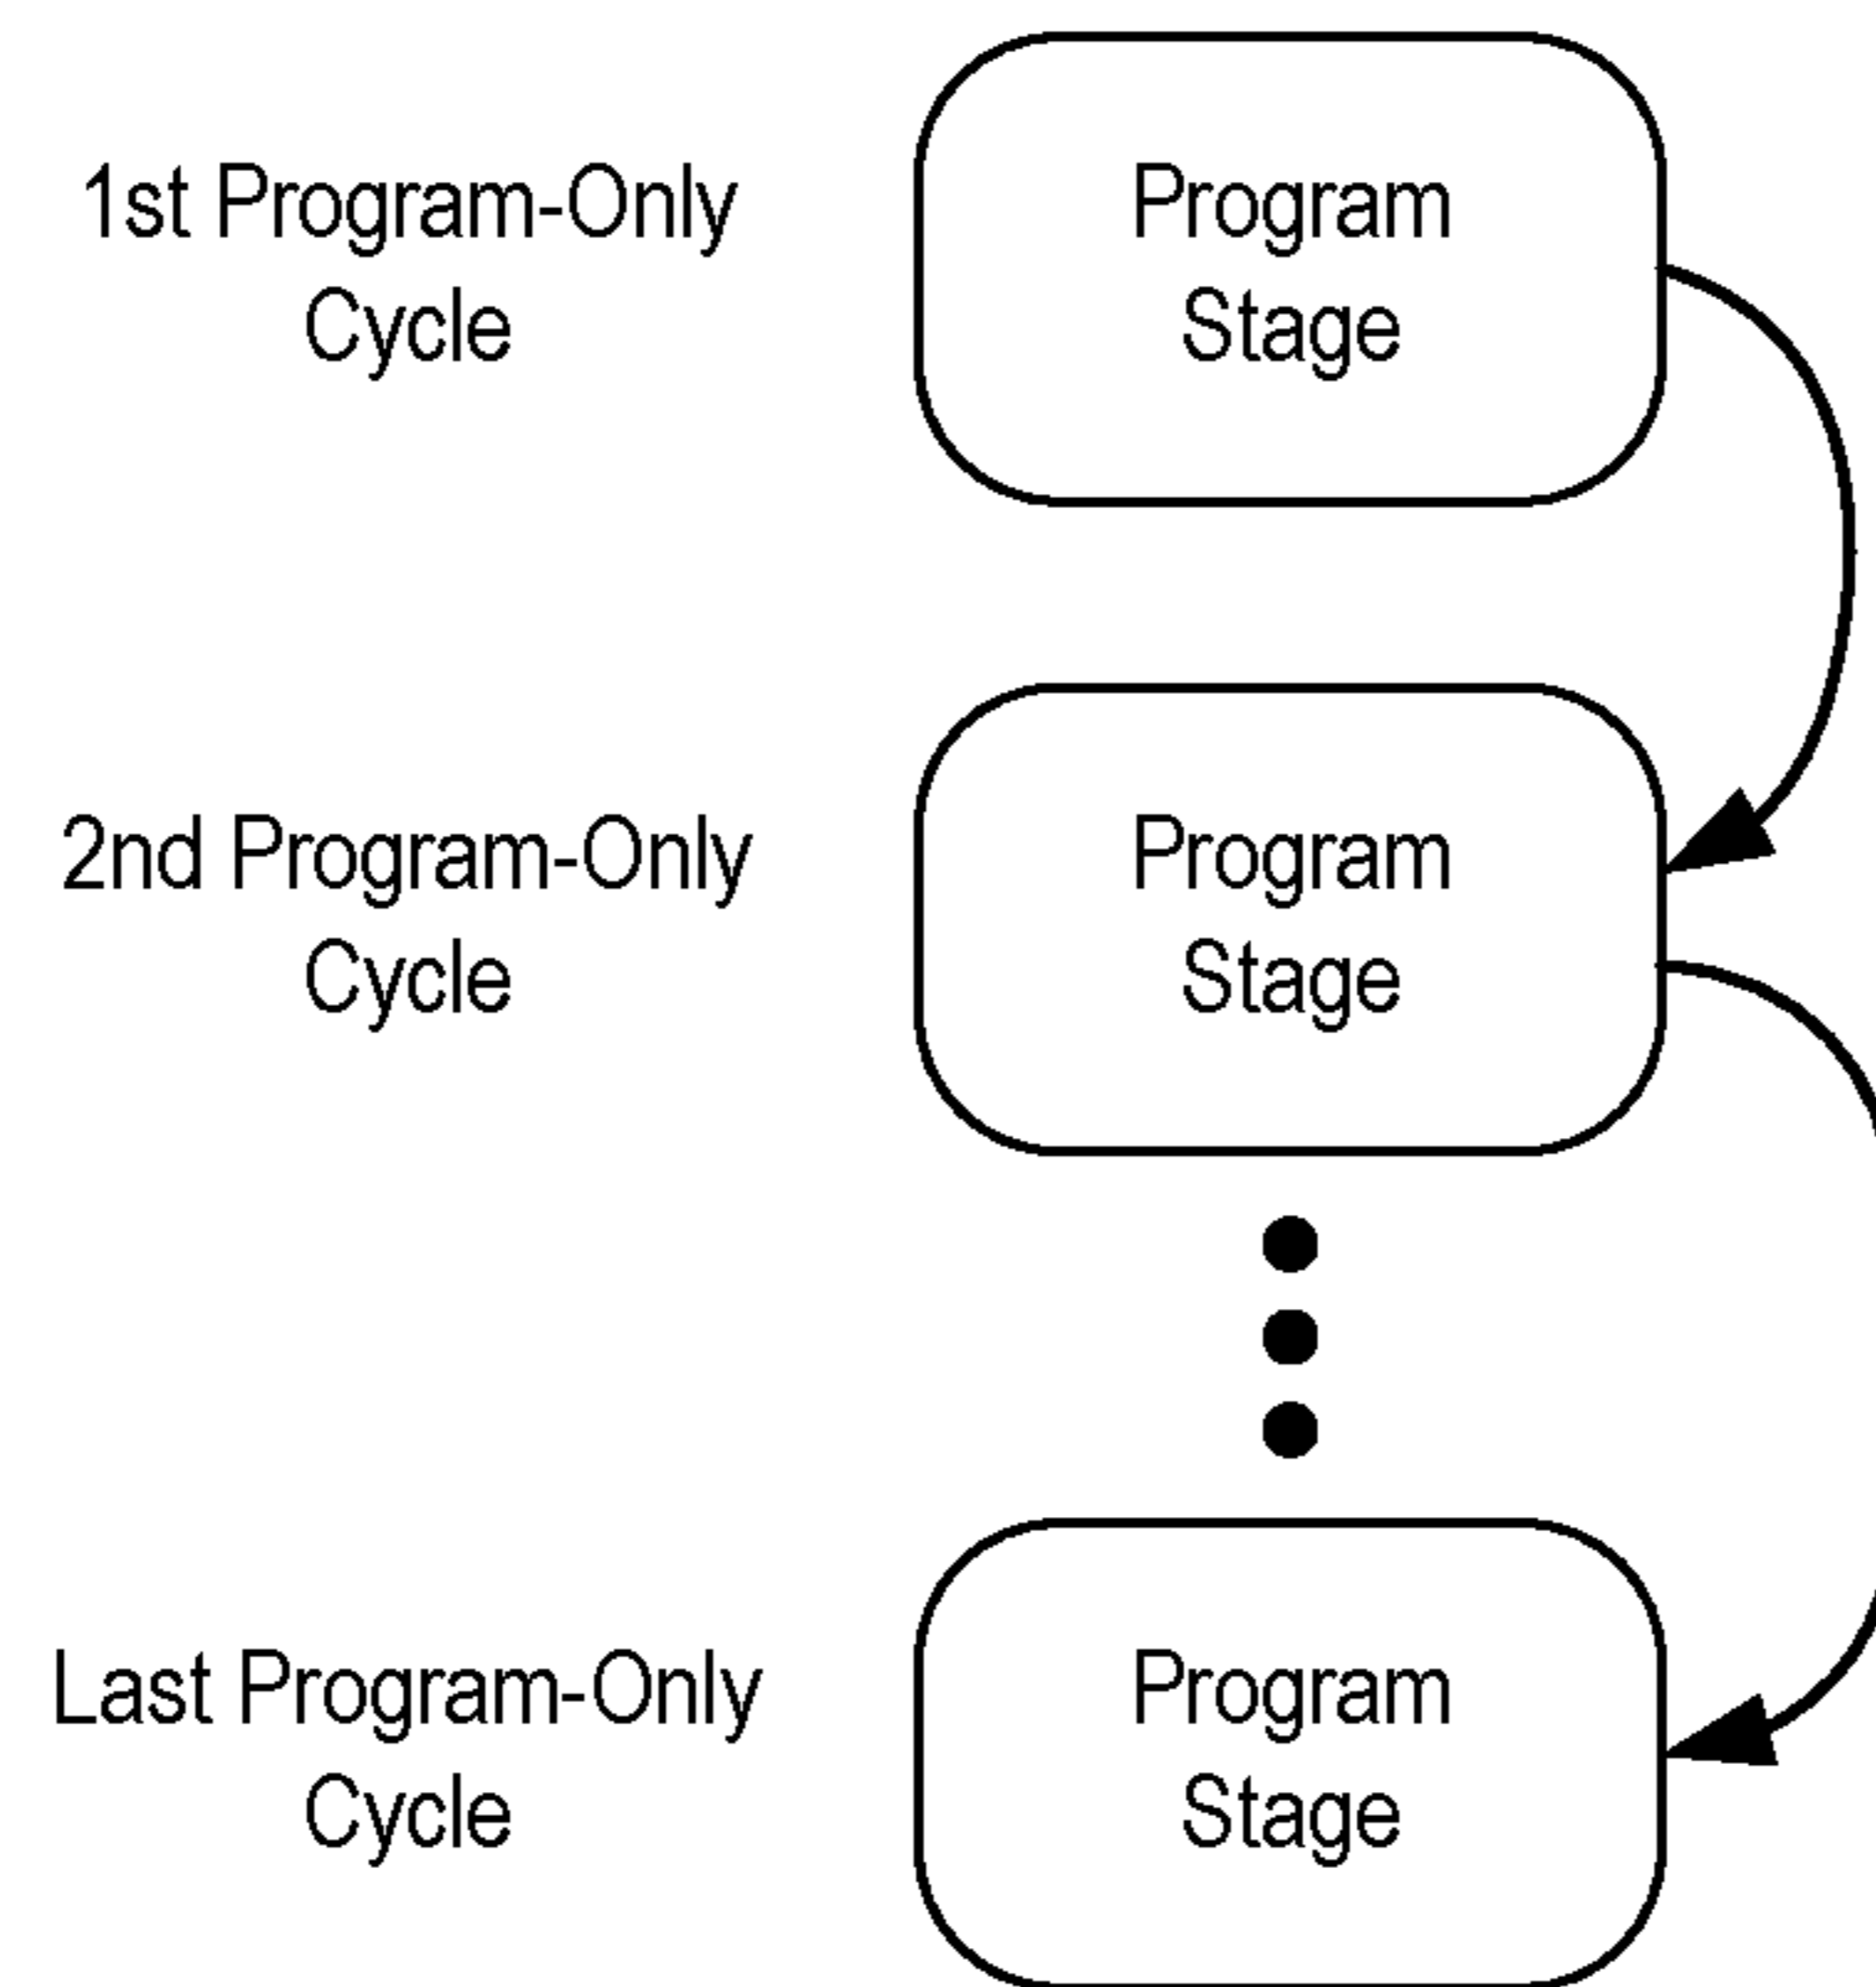 1st Program-Only
Cycle
Program
Stage
2nd Program-Only
Cycle
Program
Stage
Last Program-Only
Cycle
Program
Stage